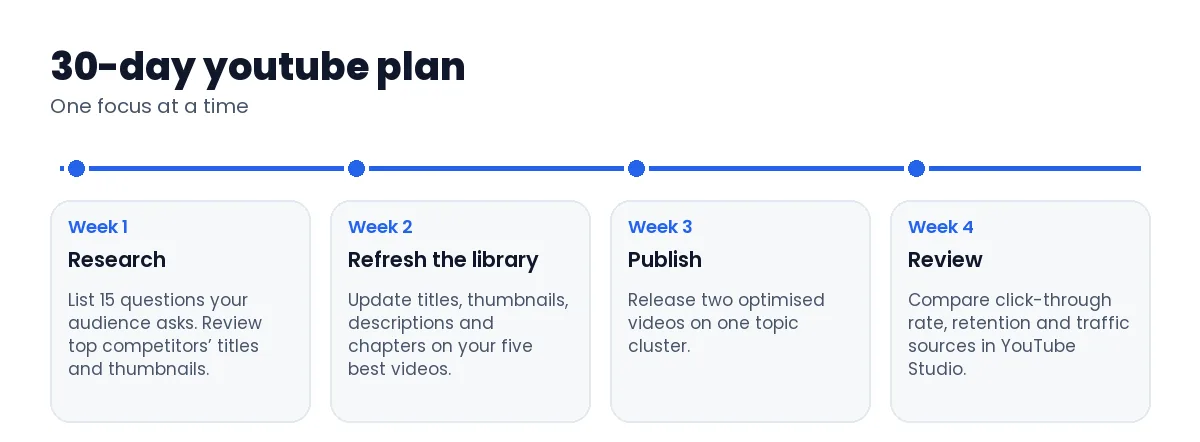 30-day youtube plan
One focus at a time
Week 1
Research
List 15 questions your
audience asks. Review
top competitors’ titles
and thumbnails.
Week 2
Refresh the library
Update titles, thumbnails,
descriptions and
chapters on your five
best videos.
Week 3
Publish
Release two optimised
videos on one topic
cluster.
Week 4
Review
Compare click-through
rate, retention and traffic
sources in YouTube
Studio.